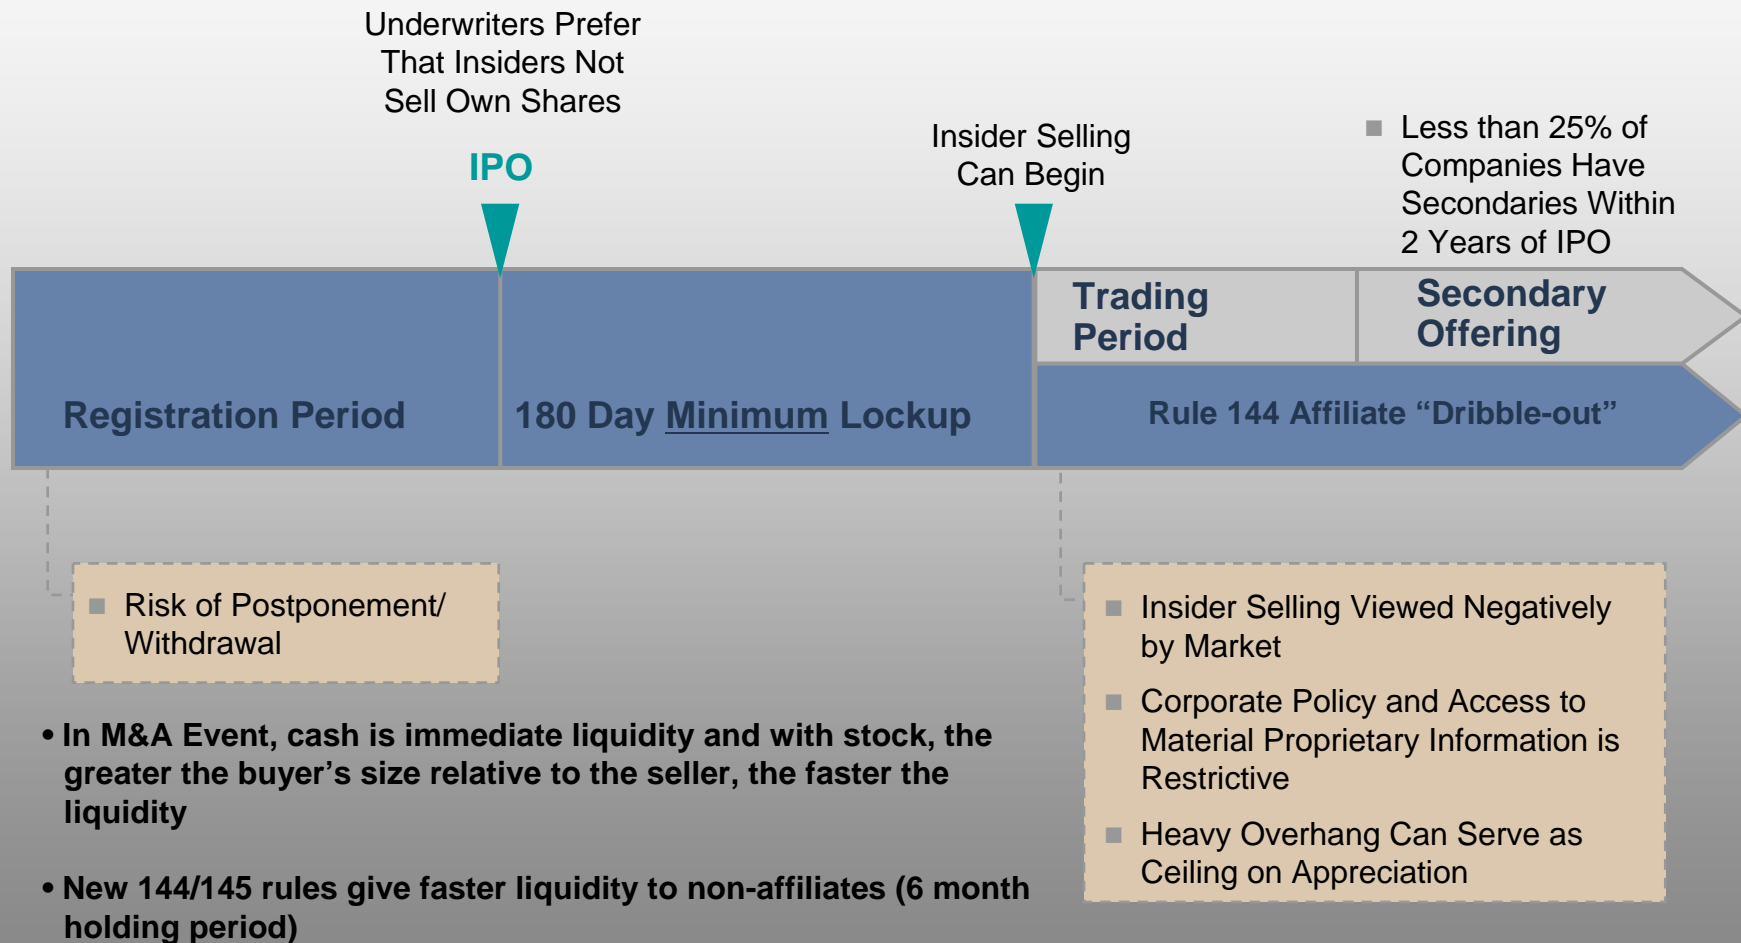 Underwriters Prefer
That Insiders Not
Sell Own Shares
IPO
Insider Selling
Can Begin
■ Less than 25% of
Companies Have
Secondaries Within
2 Years of IPO
Registration Period
180 Day Minimum Lockup
Trading
Period
Secondary
Offering
Rule 144 Affiliate “Dribble-out”
■ Risk of Postponement/
Withdrawal
■ Insider Selling Viewed Negatively
by Market
■ Corporate Policy and Access to
Material Proprietary Information is
Restrictive
■ Heavy Overhang Can Serve as
Ceiling on Appreciation
• In M&A Event, cash is immediate liquidity and with stock, the
greater the buyer’s size relative to the seller, the faster the
liquidity
• New 144/145 rules give faster liquidity to non-affiliates (6 month
holding period)